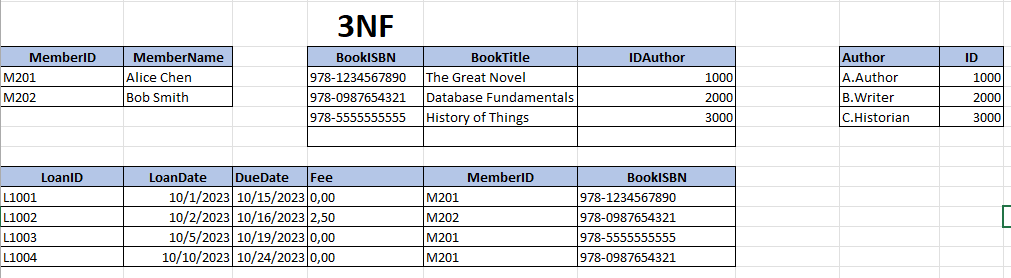 3NF
MemberID MemberName BookISBN BookTitle IDAuthor Author ID
M201 Alice Chen 978-1234567890 The Great Novel 1000 A.Author 1000
M202 Bob Smith 978-0987654321 Database Fundamentals 2000 B.Writer 2000
978-5555555555 History of Things 3000 C.Historian 3000
LoanID LoanDate DueDate Fee MemberID BookISBN
L1001 10/1/2023 10/15/2023 0,00 M201 978-1234567890
L1002 10/2/2023 10/16/2023 2,50 M202 978-0987654321
L1003 10/5/2023 10/19/2023 0,00 M201 978-5555555555
L1004 10/10/2023 10/24/2023 0,00 M201 978-0987654321